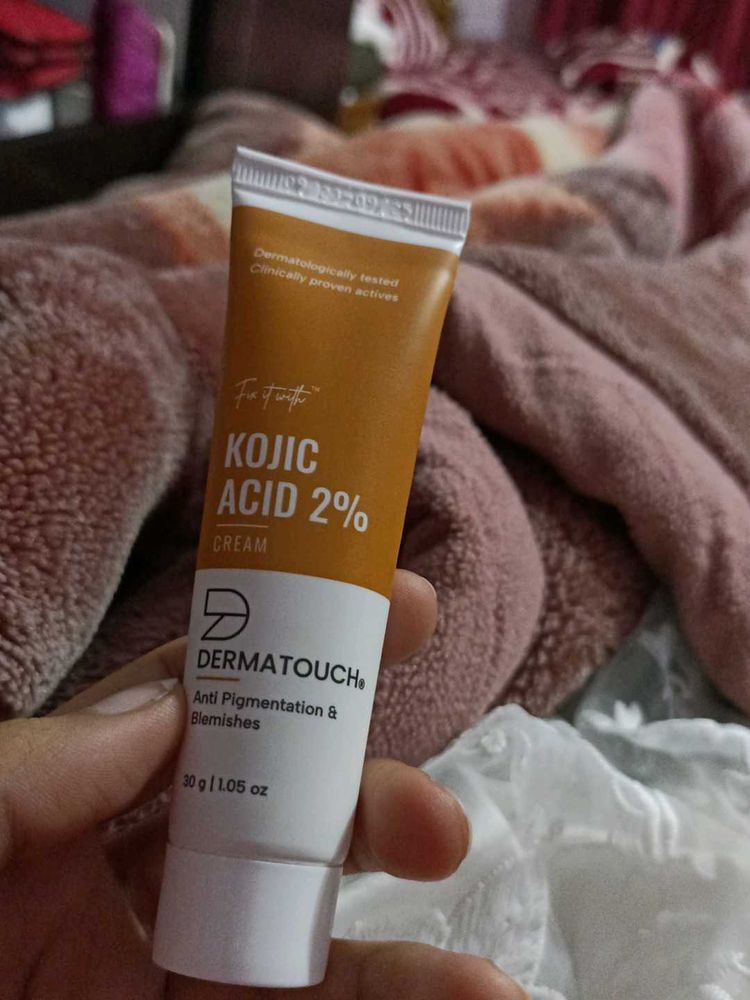 Dermatologically tested
Clinically proven actives
Fix it with™
KOJIC
ACID 2%
CREAM
DERMATOUCH®
Anti Pigmentation &
Blemishes
30 g | 1.05 oz